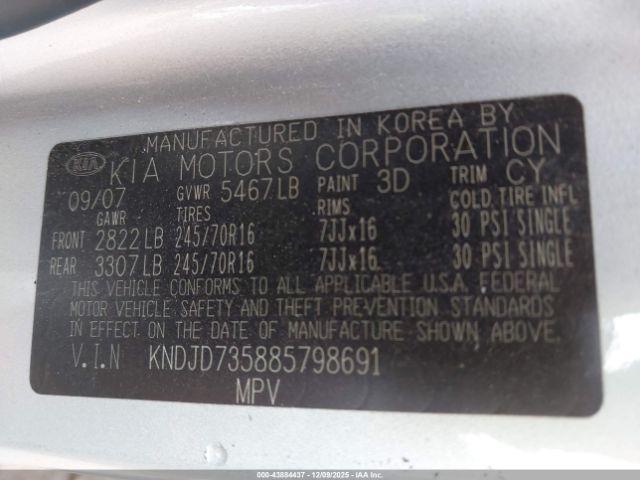 MANUFACTURED IN KOREA BY
KIA KIA MOTORS CORPORATION
09/07 GVWR 5467LB PAINT 3D TRIM CY
GAWR TIRES RIMS COLD TIRE INFL
FRONT 2822LB 245/70R16 7JJx16 30 PSI SINGLE
REAR 3307LB 245/70R16 7JJx16 30 PSI SINGLE
THIS VEHICLE CONFORMS TO ALL APPLICABLE U.S.A. FEDERAL
MOTOR VEHICLE SAFETY AND THEFT PREVENTION STANDARDS
IN EFFECT ON THE DATE OF MANUFACTURE SHOWN ABOVE.
V.I.N KNDJD735885798691
MPV
000-43884437 - 12/09/2025 - IAAI.COM